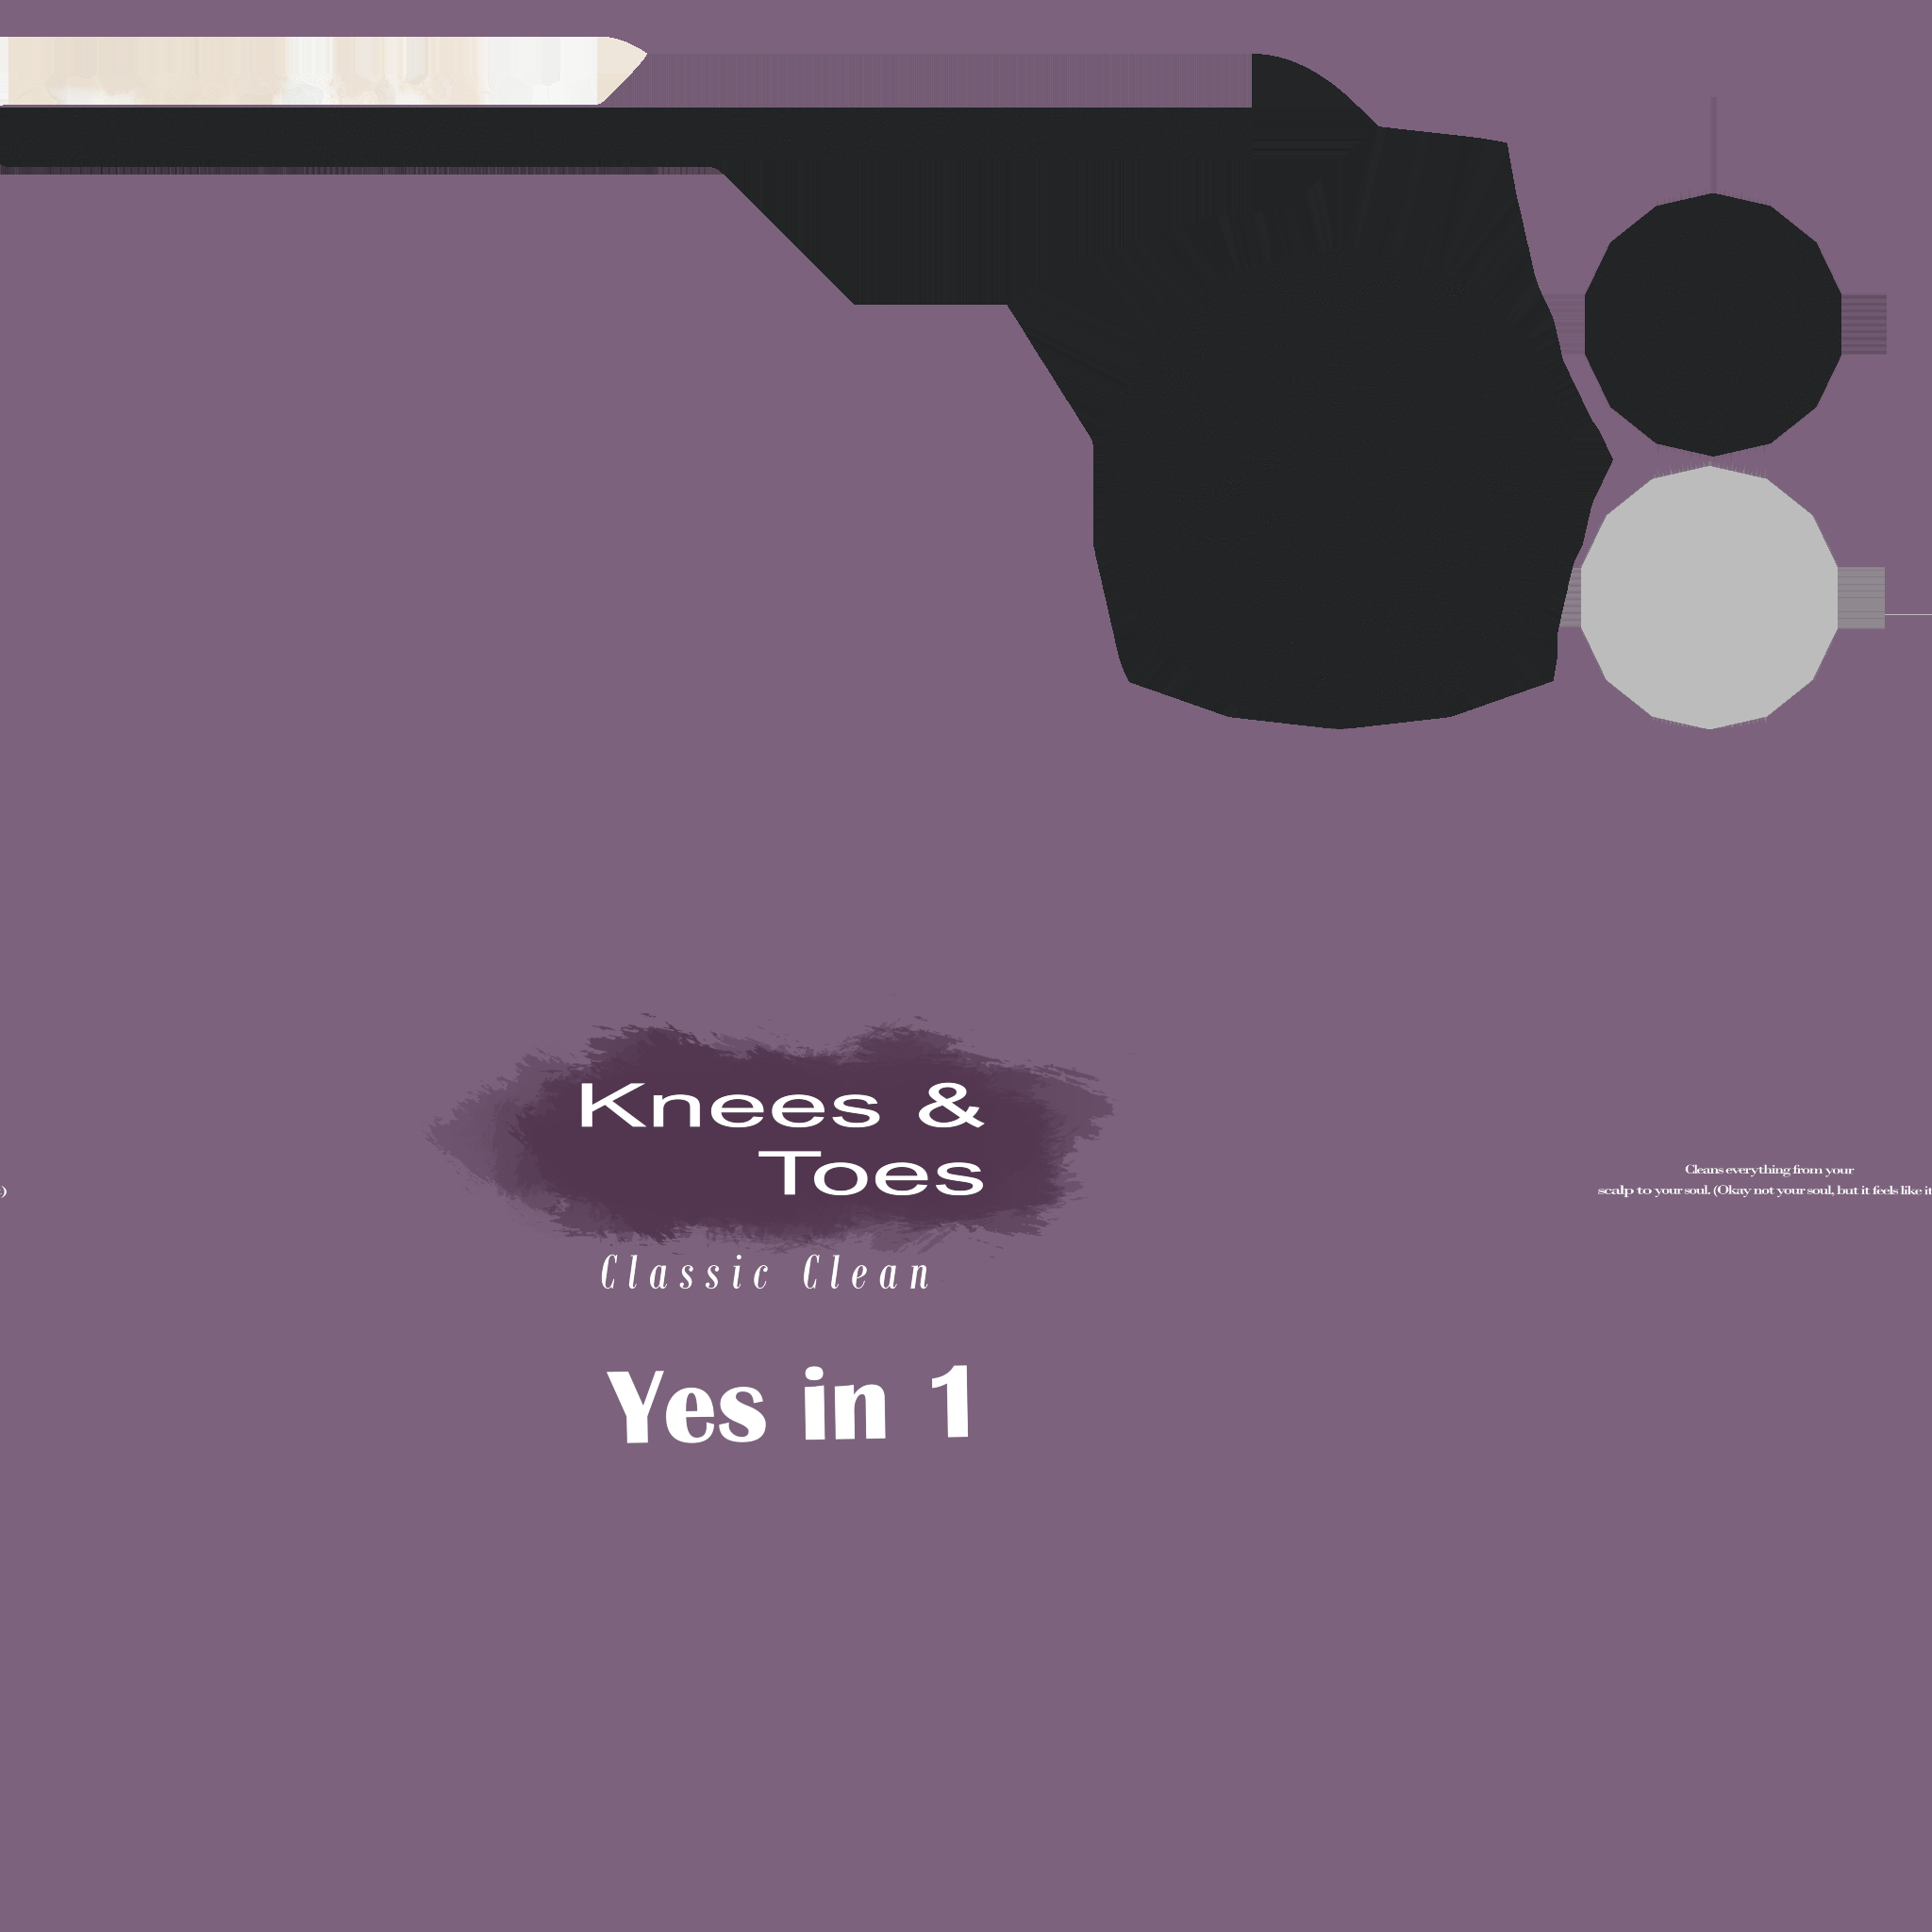 Knees &
Toes
Classic Clean
Yes in 1
Cleans everything from your
scalp to your soul. (Okay not your soul, but it feels like it
)